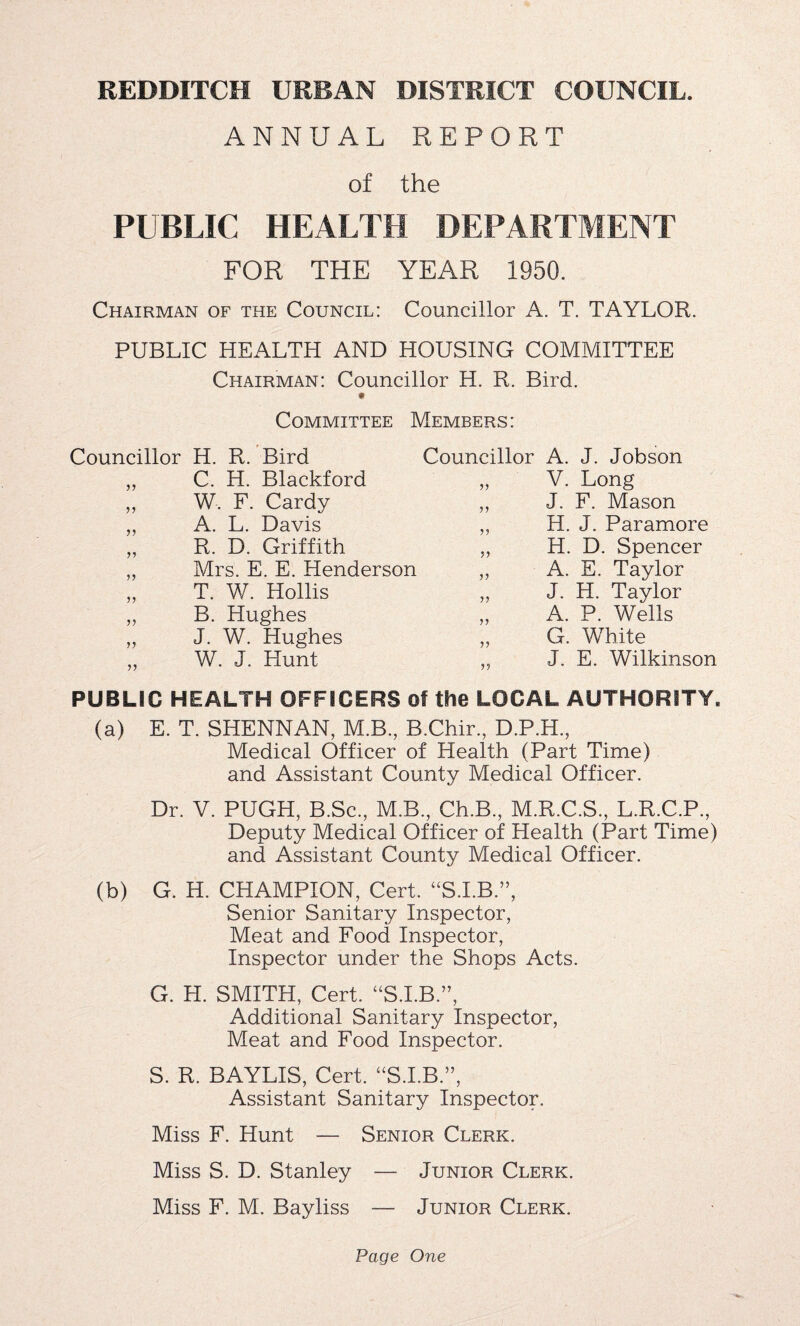 REDDITCH URBAN DISTRICT COUNCIL.
ANNUAL REPORT
of the
PUBLIC HEALTH DEPARTMENT
FOR THE YEAR 1950.
CHAIRMAN OF THE COUNCIL: Councillor A. T. TAYLOR.
PUBLIC HEALTH AND HOUSING COMMITTEE
CHAIRMAN: Councillor H. R. Bird.
COMMITTEE MEMBERS:
Councillor H. R. Bird Councillor A. J. Jobson
„ C. H. Blackford „ V. Long
„ W. F. Cardy „ J. F. Mason
„ A. L. Davis „ H. J. Paramore
„ R. D. Griffith „ H. D. Spencer
„ Mrs. E. E. Henderson „ A. E. Taylor
„ T. W. Hollis „ J. H. Taylor
„ B. Hughes „ A. P. Wells
„ J. W. Hughes „ G. White
„ W. J. Hunt „ J. E. Wilkinson
PUBLIC HEALTH OFFICERS of the LOCAL AUTHORITY.
(a) E. T. SHENNAN, M.B., B.Chir., D.P.H.,
Medical Officer of Health (Part Time)
and Assistant County Medical Officer.
Dr. V. PUGH, B.Sc., M.B., Ch.B., M.R.C.S., L.R.C.P.,
Deputy Medical Officer of Health (Part Time)
and Assistant County Medical Officer.
(b) G. H. CHAMPION, Cert. “S.I.B.”,
Senior Sanitary Inspector,
Meat and Food Inspector,
Inspector under the Shops Acts.
G. H. SMITH, Cert. “S.I.B.”,
Additional Sanitary Inspector,
Meat and Food Inspector.
S. R. BAYLIS, Cert. “S.I.B.”,
Assistant Sanitary Inspector.
Miss F. Hunt — SENIOR CLERK.
Miss S. D. Stanley — JUNIOR CLERK.
Miss F. M. Bayliss — JUNIOR CLERK.
Page One